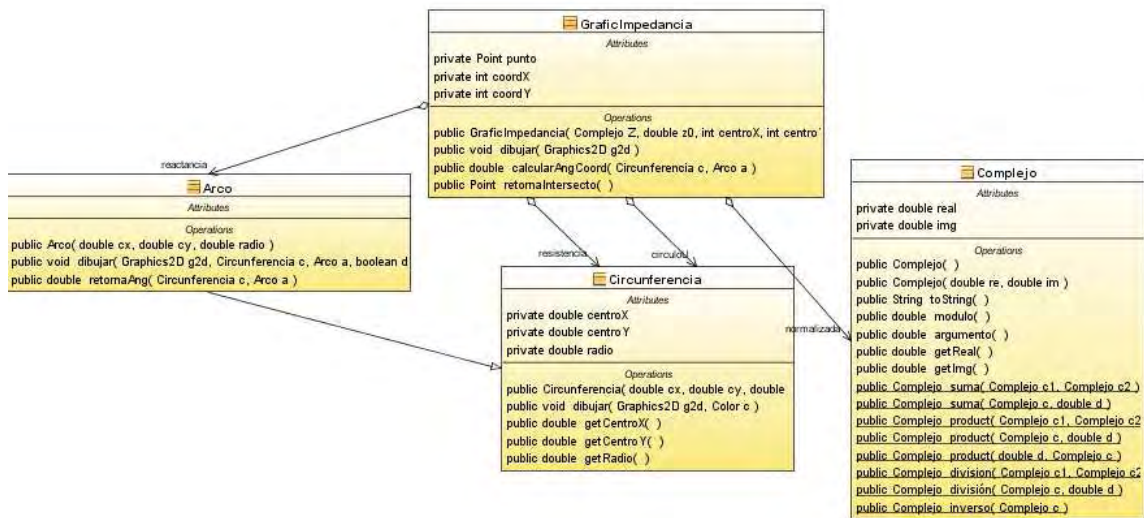 GraficImpedancia
Attributes
private Point punto
private int coordX
private int coordY
Operations
public GraficImpedancia( Complejo Z, double z0, int centroX, int centro
public void dibujar( Graphics2D g2d )
public double calcularAngCoord( Circunferencia c, Arco a )
public Point retornaIntersecto( )
reactancia
Arco
Attributes
Operations
public Arco( double cx, double cy, double radio )
public void dibujar( Graphics2D g2d, Circunferencia c, Arco a, boolean d
public double retornaAng( Circunferencia c, Arco a )
resistencia
circuloU
normalizada
Circunferencia
Attributes
private double centroX
private double centroY
private double radio
Operations
public Circunferencia( double cx, double cy, double
public void dibujar( Graphics2D g2d, Color c )
public double getCentroX( )
public double getCentroY( )
public double getRadio( )
Complejo
Attributes
private double real
private double img
Operations
public Complejo( )
public Complejo( double re, double im )
public String toString( )
public double modulo( )
public double argumento( )
public double getReal( )
public double getImg( )
public Complejo suma( Complejo c1, Complejo c2 )
public Complejo suma( Complejo c, double d )
public Complejo product( Complejo c1, Complejo c2
public Complejo product( Complejo c, double d )
public Complejo product( double d, Complejo c )
public Complejo division( Complejo c1, Complejo c2
public Complejo división( Complejo c, double d )
public Complejo inverso( Complejo c )